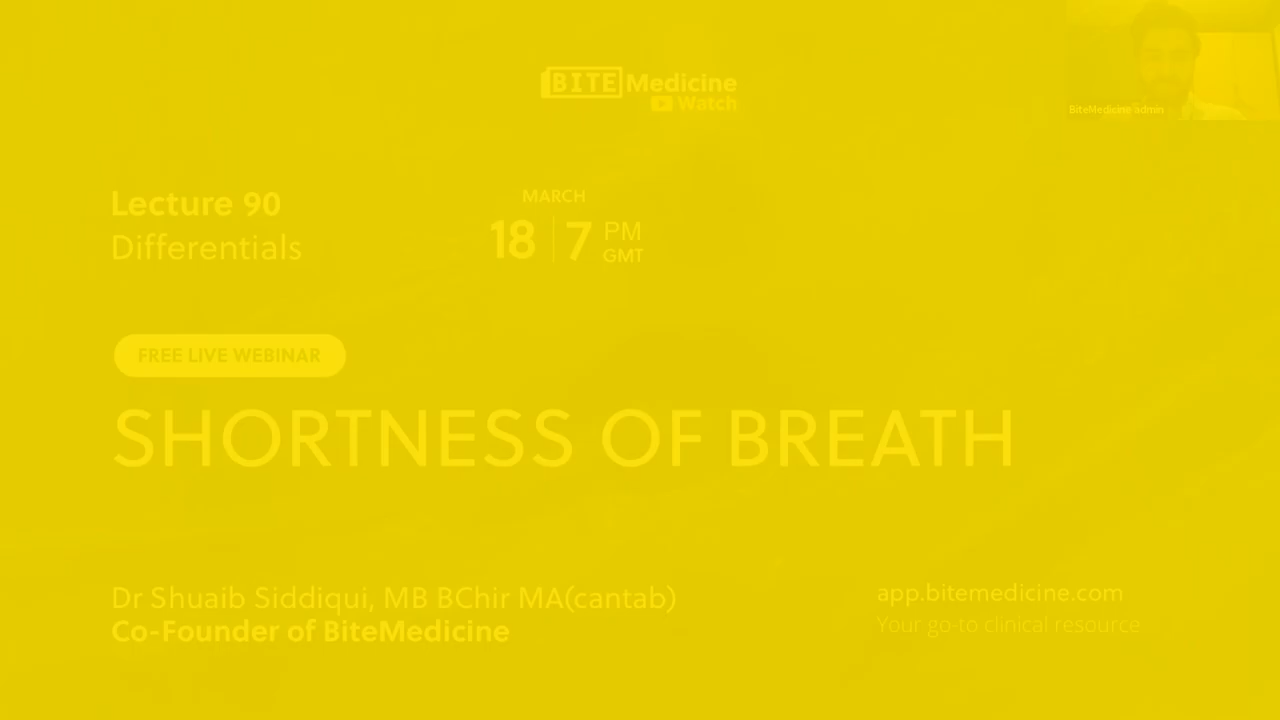 BITE Medicine
Watch
BiteMedicine admin
Lecture 90
Differentials
MARCH
18 7 PM
GMT
FREE LIVE WEBINAR
SHORTNESS OF BREATH
Dr Shuaib Siddiqui, MB BChir MA(cantab)
Co-Founder of BiteMedicine
app.bitemedicine.com
Your go-to clinical resource